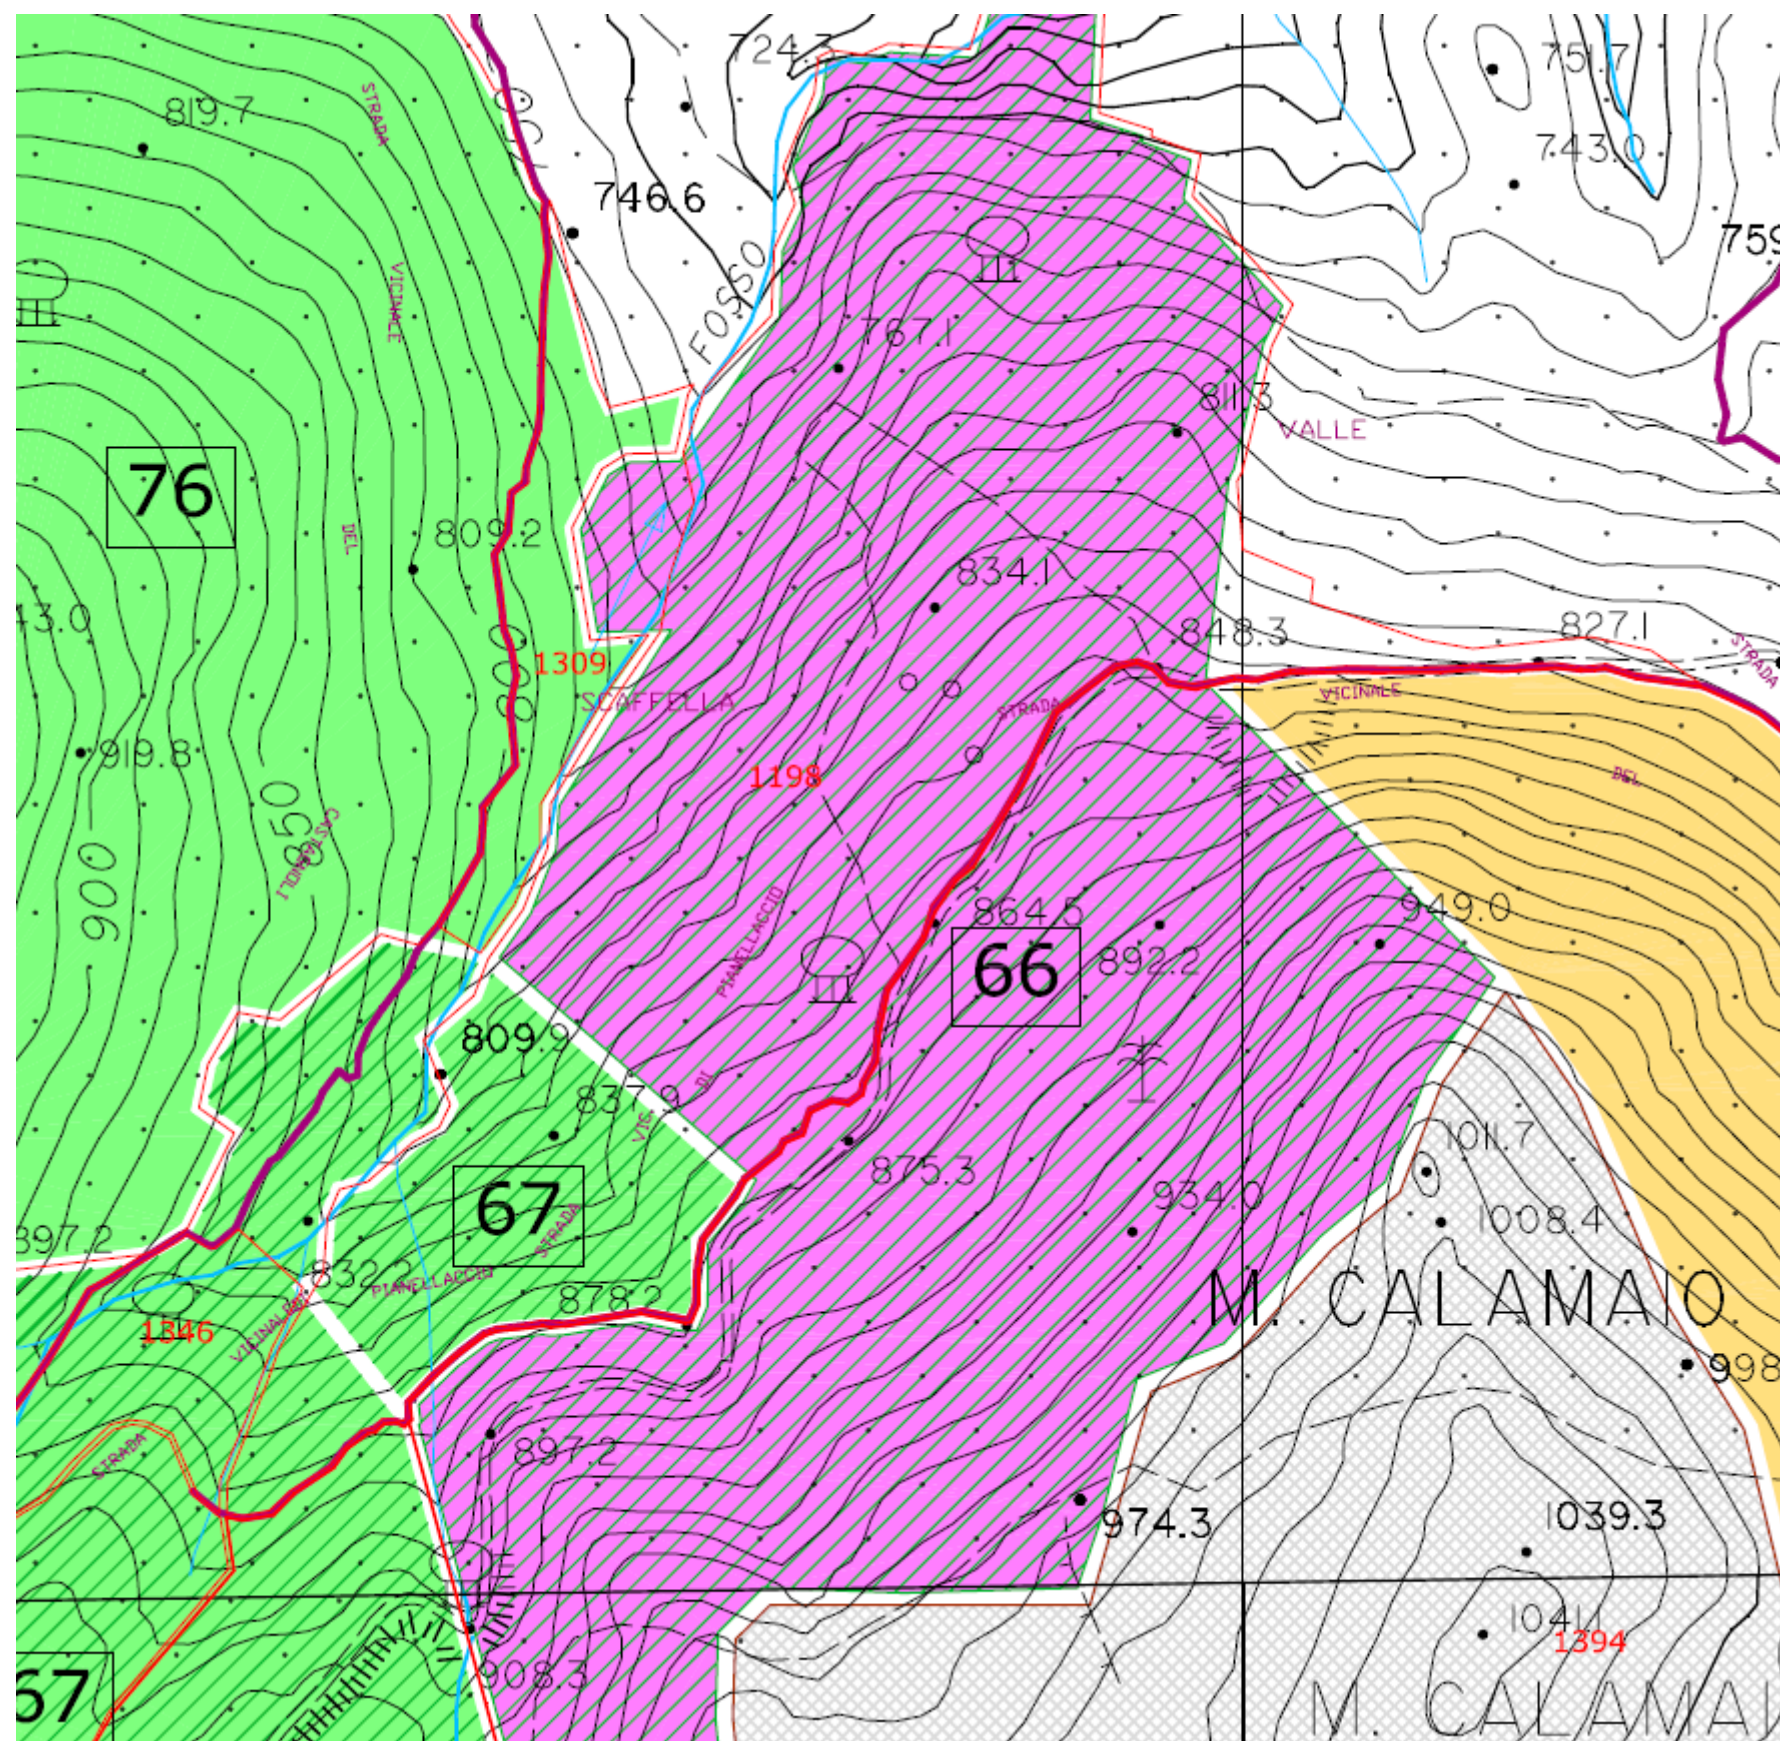 724.3
751.7
819.7
STRADA
750
743.0
746.6
759
FOSSO
VICINALE
767.1
811.3
VALLE
76
809.2
DEL
834.1
43.0
848.3
827.1
STRADA
1309
800
SCAFFELLA
STRADA
VICINALE
919.8
1198
DEL
850
CASTAGNOLI
900
864.5
949.0
PIANELLACCIO
66
892.2
809.9
837.9
DI
VIC.
1011.7
875.3
934.0
67
1008.4
STRADA
897.2
832.2
PIANELLACCIO
878.2
M. CALAMAIO
1346
VICINALE
998
STRADA
897.2
974.3
1039.3
1041.1
1394
908.3
67
M. CALAMAI